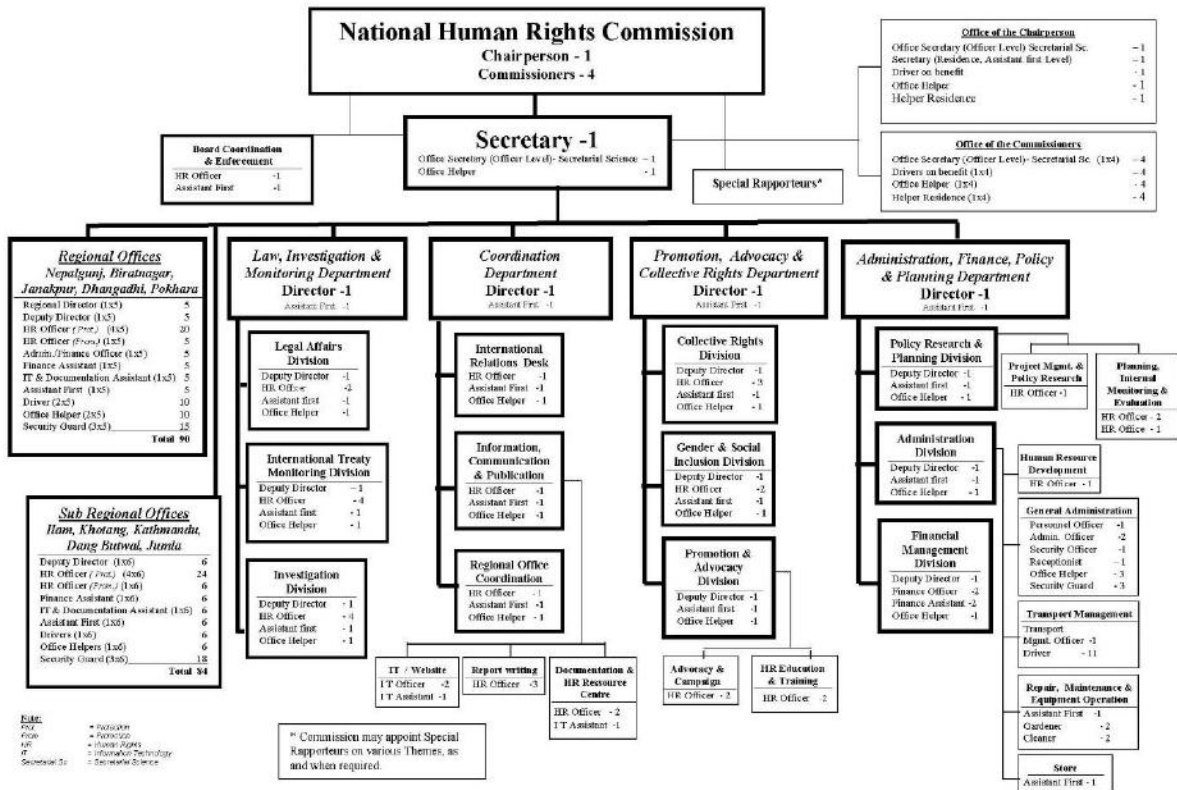 National Human Rights Commission
Chairperson - 1
Commissioners - 4
Office of the Chairperson
Office Secretary (Officer Level) Secretarial Sc. – 1
Secretary (Residence, Assistant first Level) – 1
Driver on benefit - 1
Office Helper - 1
Helper Residence - 1
Board Coordination
& Enforcement
HR Officer -1
Assistant First -1
Secretary -1
Office Secretary (Officer Level)- Secretarial Science – 1
Office Helper - 1
Special Rapporteurs*
Office of the Commissioners
Office Secretary (Officer Level)- Secretarial Sc. (1x4) – 4
Drivers on benefit (1x4) – 4
Office Helper (1x4) - 4
Helper Residence (1x4) - 4
Regional Offices
Nepalgunj, Biratnagar,
Janakpur, Dhangadhi, Pokhara
Regional Director (1x5) 5
Deputy Director (1x5) 5
HR Officer (Prot.) (4x5) 20
HR Officer (Prom.) (1x5) 5
Admin./Finance Officer (1x5) 5
Finance Assistant (1x5) 5
IT & Documentation Assistant (1x5) 5
Assistant First (1x5) 5
Driver (2x5) 10
Office Helper (2x5) 10
Security Guard (3x5) 15
Total 90
Sub Regional Offices
Ilam, Khotang, Kathmandu,
Dang Butwal, Jumla
Deputy Director (1x6) 6
HR Officer (Prot.) (4x6) 24
HR Officer (Prom.) (1x6) 6
Finance Assistant (1x6) 6
IT & Documentation Assistant (1x6) 6
Assistant First (1x6) 6
Drivers (1x6) 6
Office Helpers (1x6) 6
Security Guard (3x6) 18
Total 84
Law, Investigation &
Monitoring Department
Director -1
Assistant First -1
Legal Affairs
Division
Deputy Director -1
HR Officer -2
Assistant first -1
Office Helper -1
International Treaty
Monitoring Division
Deputy Director – 1
HR Officer - 4
Assistant first - 1
Office Helper - 1
Investigation
Division
Deputy Director - 1
HR Officer - 4
Assistant first - 1
Office Helper - 1
Coordination
Department
Director -1
Assistant First -1
International
Relations Desk
HR Officer -1
Assistant First -1
Office Helper - 1
Information,
Communication
& Publication
HR Officer -1
Assistant First -1
Office Helper -1
Regional Office
Coordination
HR Officer -1
Assistant First -1
Office Helper - 1
IT / Website
IT Officer -2
IT Assistant -1
Report writing
HR Officer -3
Documentation &
HR Resource
Centre
HR Officer - 2
IT Assistant -1
Promotion, Advocacy &
Collective Rights Department
Director -1
Assistant First -1
Collective Rights
Division
Deputy Director -1
HR Officer - 3
Assistant first -1
Office Helper - 1
Gender & Social
Inclusion Division
Deputy Director -1
HR Officer -2
Assistant first -1
Office Helper - 1
Promotion &
Advocacy
Division
Deputy Director -1
Assistant first -1
Office Helper - 1
Advocacy &
Campaign
HR Officer - 2
HR Education
& Training
HR Officer -2
Administration, Finance, Policy
& Planning Department
Director -1
Assistant First -1
Policy Research &
Planning Division
Deputy Director -1
Assistant first -1
Office Helper - 1
Project Mgmt. &
Policy Research
HR Officer -1
Planning,
Internal
Monitoring &
Evaluation
HR Officer - 2
HR Office - 1
Administration
Division
Deputy Director -1
Assistant first -1
Office Helper - 1
Human Resource
Development
HR Officer - 1
General Administration
Personnel Officer -1
Admin. Officer -2
Security Officer -1
Receptionist – 1
Office Helper - 3
Security Guard - 3
Financial
Management
Division
Deputy Director -1
Finance Officer -2
Finance Assistant -2
Office Helper -1
Transport Management
Transport
Mgmt. Officer -1
Driver - 11
Repair, Maintenance &
Equipment Operation
Assistant First -1
Gardener - 2
Cleaner - 2
Store
Assistant First - 1
Note:
= Protection
= Promotion
HR = Human Rights
IT = Information Technology
Secretarial Sc = Secretarial Science
* Commission may appoint Special
Rapporteurs on various Themes, as
and when required.